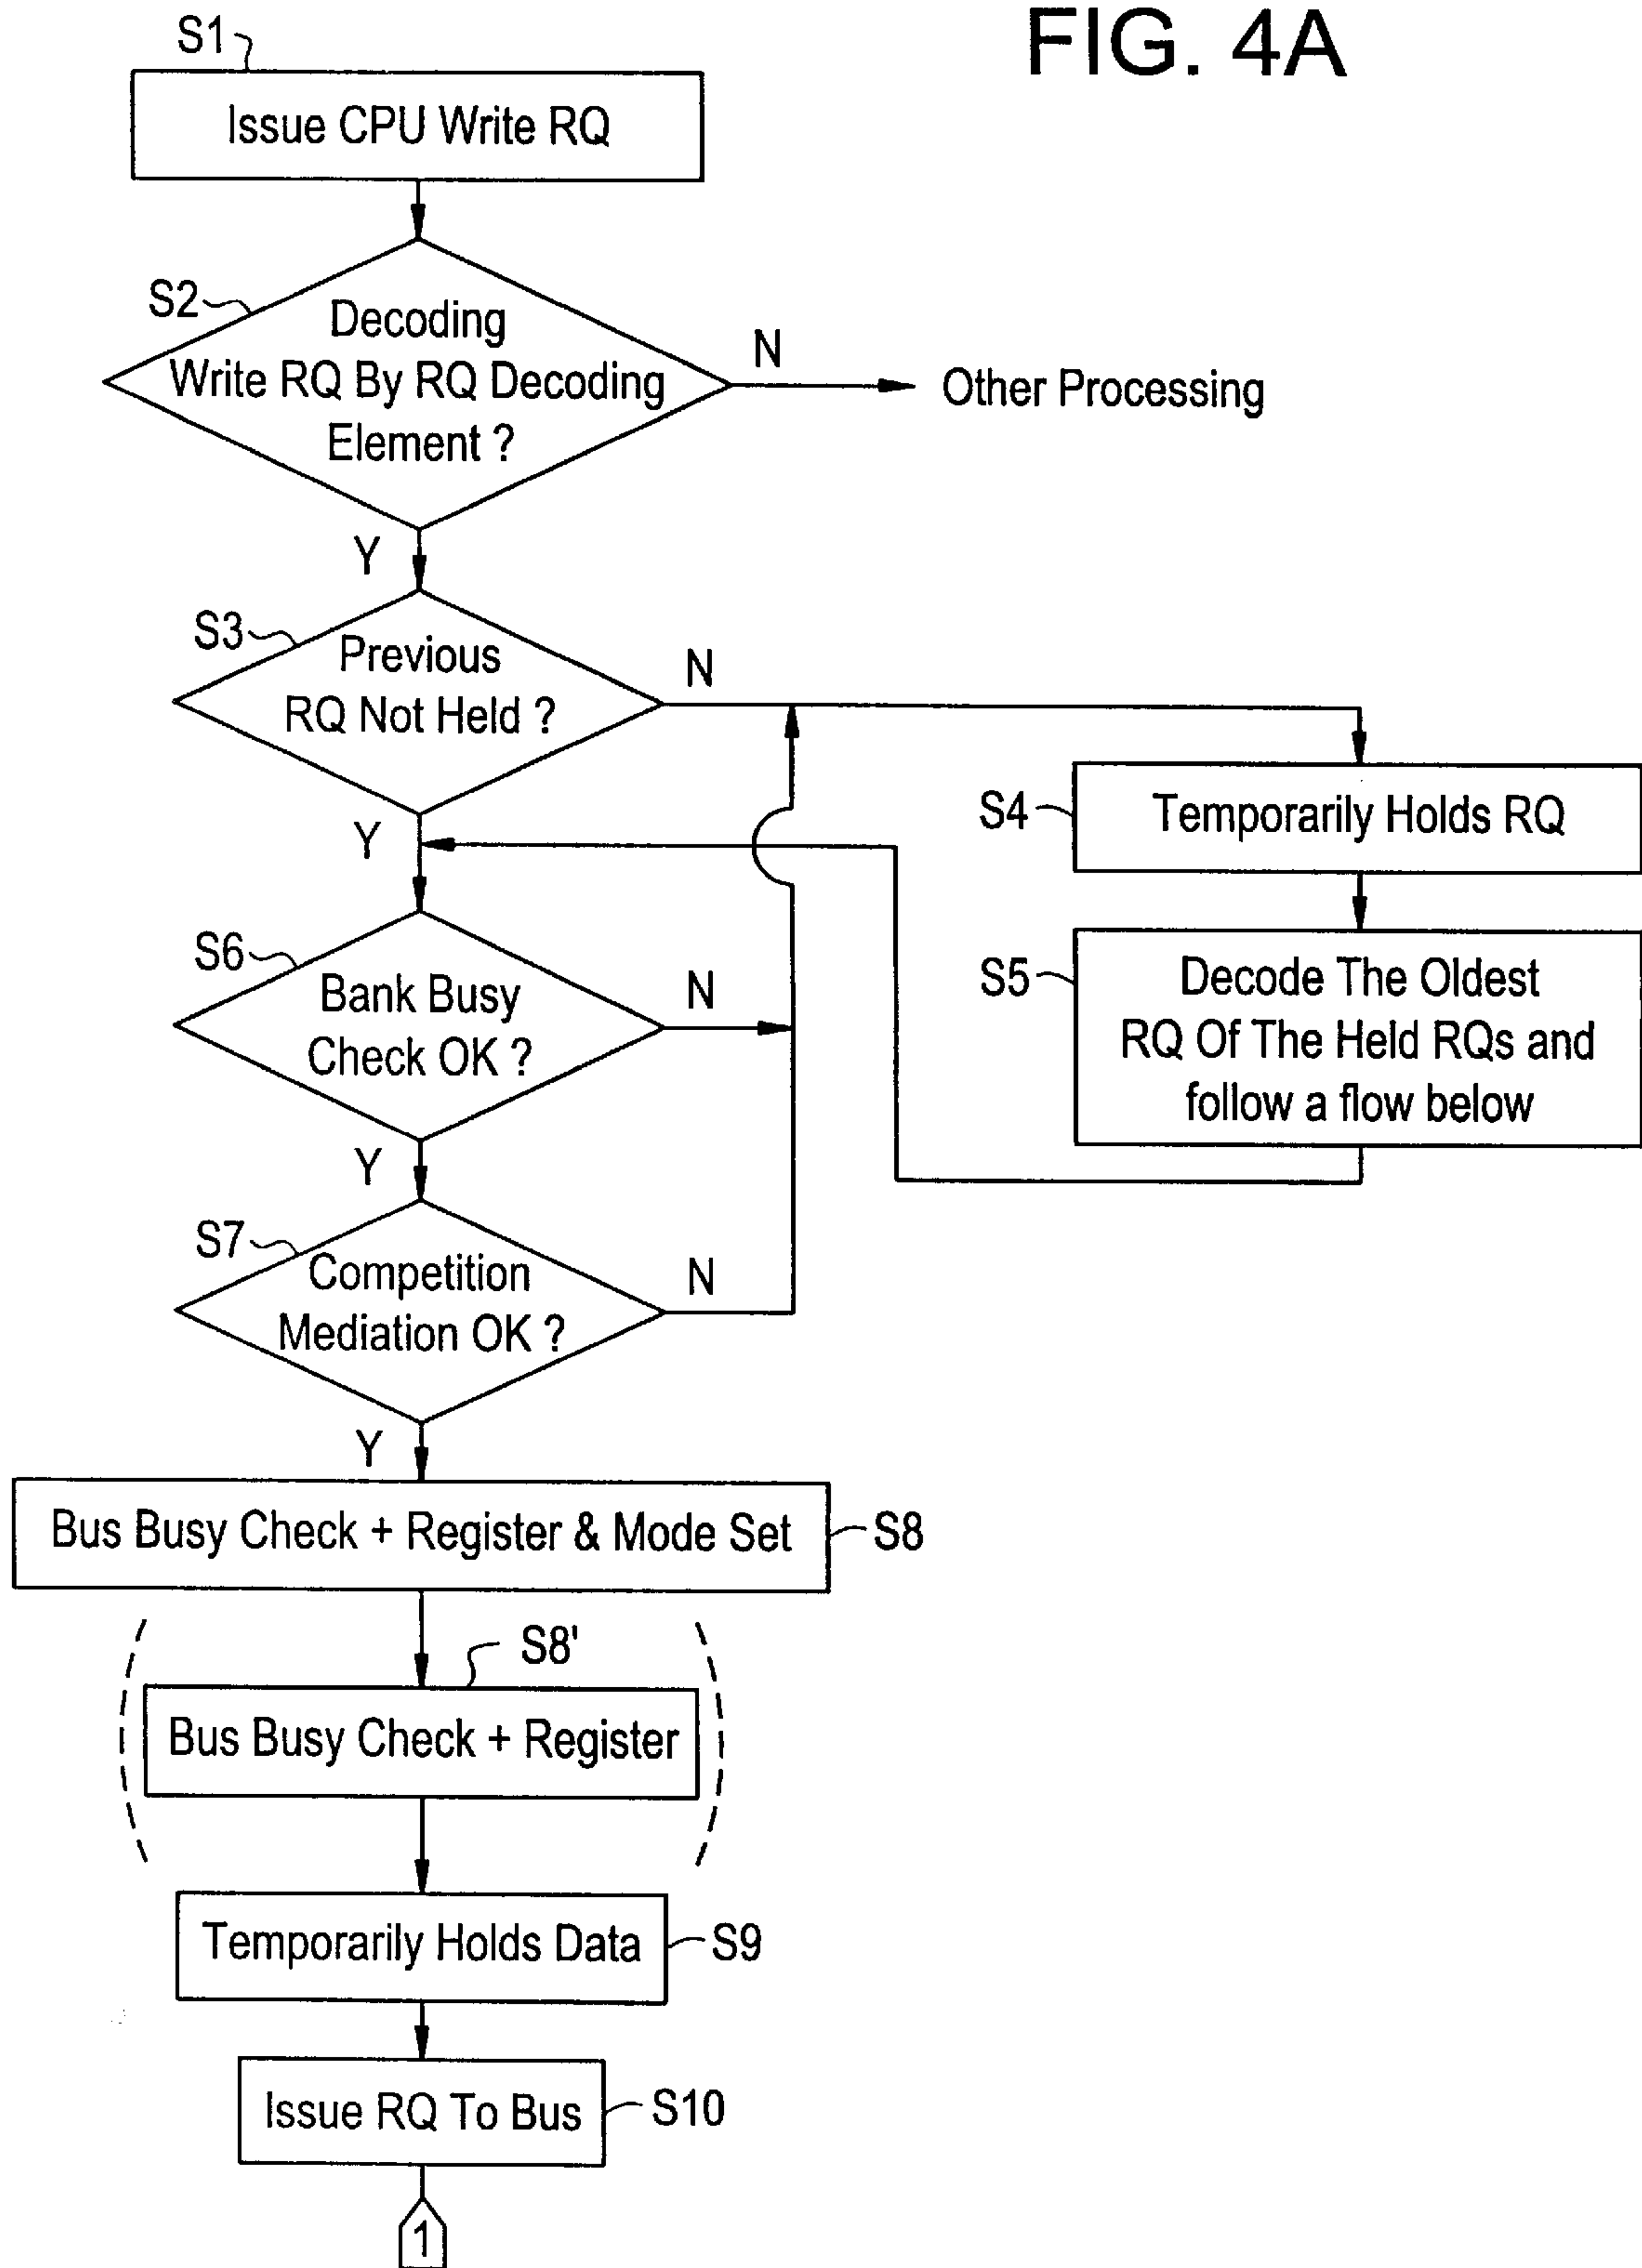 FIG. 4A
S1
Issue CPU Write RQ
S2
Decoding
Write RQ By RQ Decoding
Element ?
N
Other Processing
Y
S3
Previous
RQ Not Held ?
N
Y
S4
Temporarily Holds RQ
S5
Decode The Oldest
RQ Of The Held RQs and
follow a flow below
S6
Bank Busy
Check OK ?
N
Y
S7
Competition
Mediation OK ?
N
Y
Bus Busy Check + Register & Mode Set
S8
S8'
Bus Busy Check + Register
Temporarily Holds Data
S9
Issue RQ To Bus
S10
1